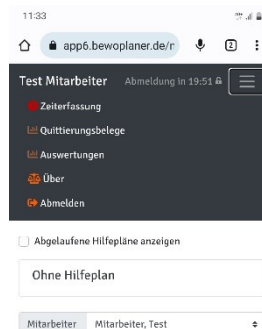 11:33
app6.bewoplaner.de/r
2
Test Mitarbeiter Abmeldung in 19:51
Zeiterfassung
Quittierungsbelege
Auswertungen
Über
Abmelden
Abgelaufene Hilfepläne anzeigen
Ohne Hilfeplan
Mitarbeiter Mitarbeiter, Test